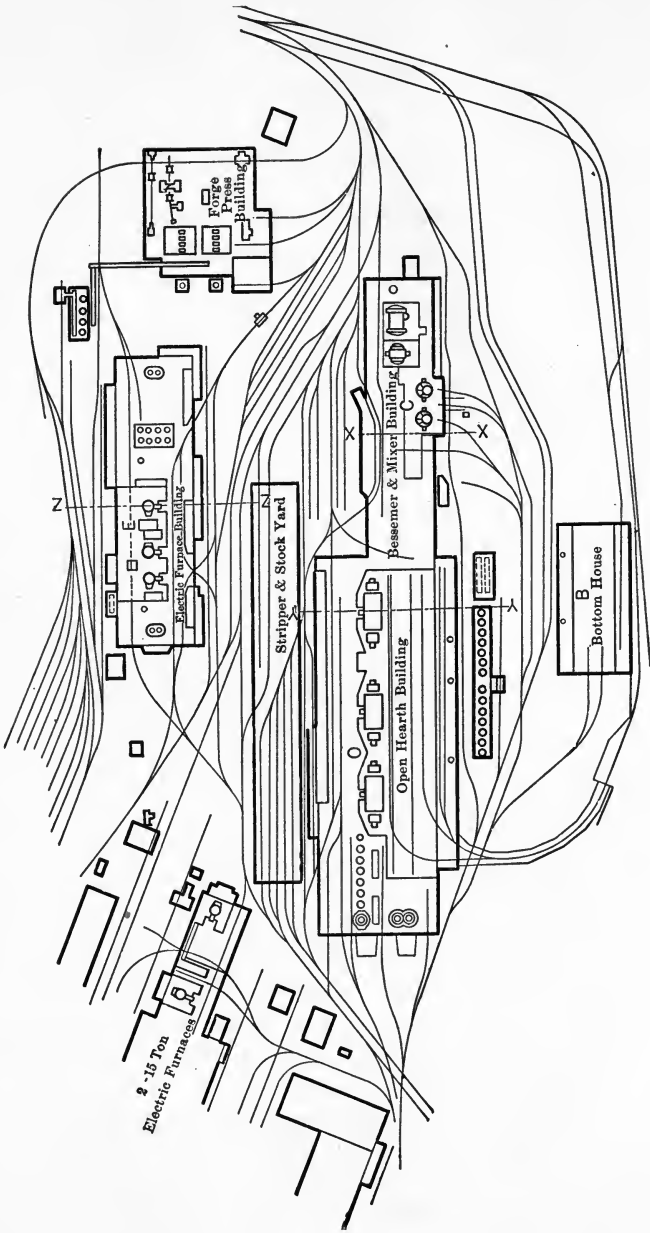 Forge
Press
Building
Z
Z
E
Electric Furnace Building
Stripper & Stock Yard
X
X
Bessemer & Mixer Building
C
Y
Y
O
Open Hearth Building
B
Bottom House
2 -15 Ton
Electric Furnaces